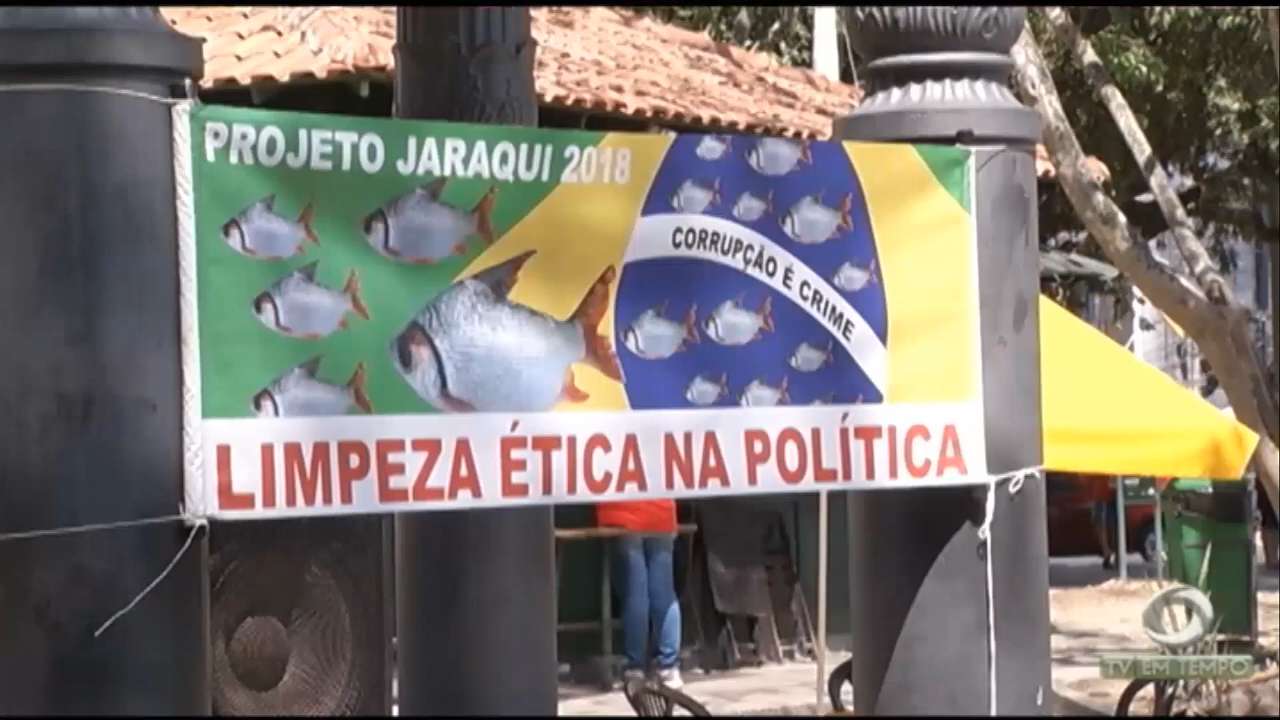 PROJETO JARAQUI 2018
CORRUPÇÃO É CRIME
LIMPEZA ÉTICA NA POLÍTICA
TV EM TEMPO